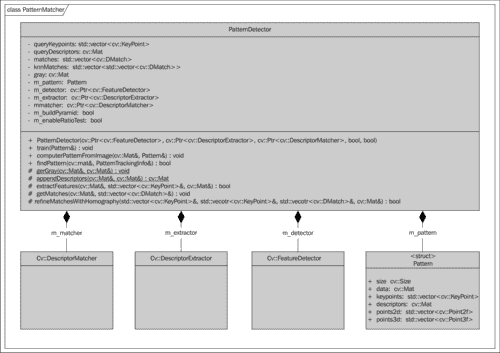 class PatternMatcher
PatternDetector
- queryKeypoints: std::vector<cv::KeyPoint>
- queryDescriptors: cv::Mat
- matches: std::vector<cv::DMatch>
- knnMatches: std::vector<std::vector<cv::DMatch>>
- gray: cv::Mat
- m_pattern: Pattern
- m_detector: cv::Ptr<cv::FeatureDetector>
- m_extractor: cv::Ptr<cv::DescriptorExtractor>
- mmatcher: cv::Ptr<cv::DescriptorMatcher>
- m_buildPyramid: bool
- m_enableRatioTest: bool
+ PatternDetector(cv::Ptr<cv::FeatureDetector>, cv::Ptr<cv::DescriptorExtractor>, cv::Ptr<cv::DescriptorMatcher>, bool, bool)
+ train(Pattern&) : void
+ computerPatternFromImage(cv::Mat&, Pattern&) : void
+ findPattern(cv::mat&, PatternTrackingInfo&) : bool
# getGray(cv::Mat&, cv::Mat&) : void
# appendDescriptors(cv::Mat&, cv::Mat&) : cv::Mat
# extractFeatures(cv::Mat&, std::vector<cv::KeyPoint>&, cv::Mat&) : bool
# getMatches(cv::Mat&, std::vector<cv::DMatch>&) : void
# refineMatchesWithHomography(std::vector<cv::KeyPoint>&, std::vecotr<cv::KeyPoint>&, std::vecotr<cv::DMatch>&, cv::Mat&) : bool
m_matcher m_extractor m_detector m_pattern
Cv::DescriptorMatcher
Cv::DescriptorExtractor
Cv::FeatureDetector
<struct>
Pattern
+ size cv::Size
+ data: cv::Mat
+ keypoints: std::vector<cv::KeyPoint>
+ descriptors: cv::Mat
+ points2d: std::vector<cv::Point2f>
+ points3d: std::vector<cv::Point3f>